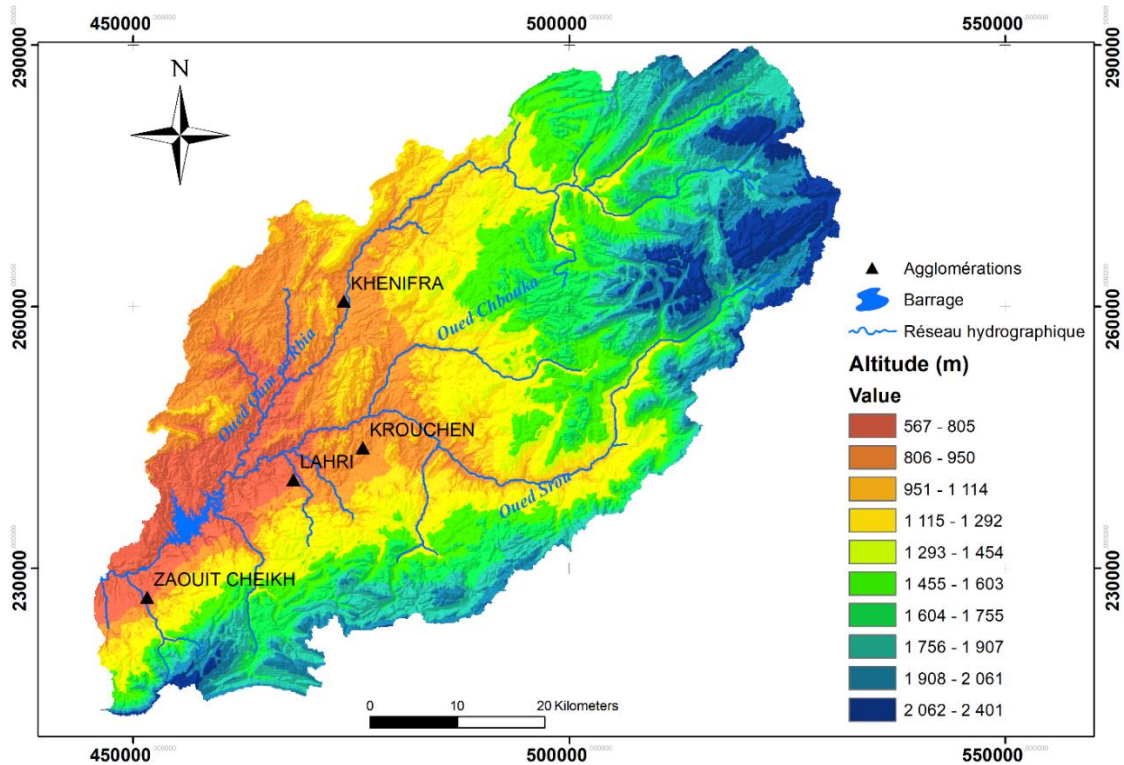 450000 500000 550000
290000 290000
N
Agglomérations
KHENIFRA
Barrage
Oued Chbouka
260000 260000
Réseau hydrographique
Altitude (m)
Oued Oum er Rbia
Value
567 - 805
KROUCHEN
806 - 950
LAHRI
951 - 1 114
Oued Srou
1 115 - 1 292
1 293 - 1 454
ZAOUIT CHEIKH
230000 230000
1 455 - 1 603
1 604 - 1 755
1 756 - 1 907
1 908 - 2 061
0 10 20 Kilometers
2 062 - 2 401
450000 500000 550000